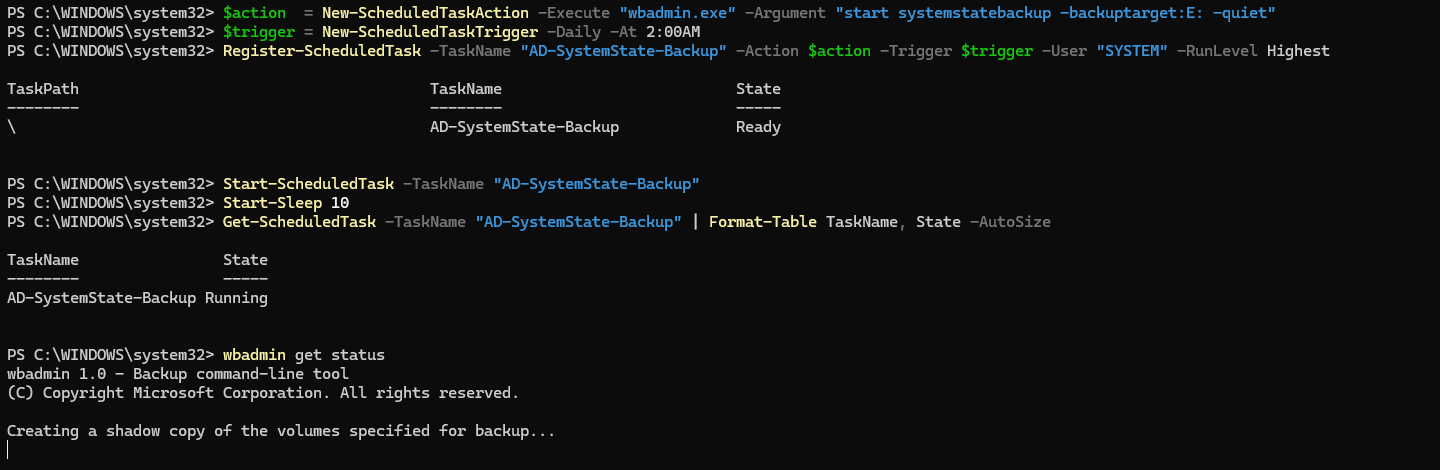 PS C:\WINDOWS\system32> $action  = New-ScheduledTaskAction -Execute "wbadmin.exe" -Argument "start systemstatebackup -backuptarget:E: -quiet"
PS C:\WINDOWS\system32> $trigger = New-ScheduledTaskTrigger -Daily -At 2:00AM
PS C:\WINDOWS\system32> Register-ScheduledTask -TaskName "AD-SystemState-Backup" -Action $action -Trigger $trigger -User "SYSTEM" -RunLevel Highest
TaskPath                                       TaskName                          State
--------                                       --------                          -----
\                                              AD-SystemState-Backup             Ready
PS C:\WINDOWS\system32> Start-ScheduledTask -TaskName "AD-SystemState-Backup"
PS C:\WINDOWS\system32> Start-Sleep 10
PS C:\WINDOWS\system32> Get-ScheduledTask -TaskName "AD-SystemState-Backup" | Format-Table TaskName, State -AutoSize
TaskName                State
--------                -----
AD-SystemState-Backup Running
PS C:\WINDOWS\system32> wbadmin get status
wbadmin 1.0 - Backup command-line tool
(C) Copyright Microsoft Corporation. All rights reserved.
Creating a shadow copy of the volumes specified for backup...